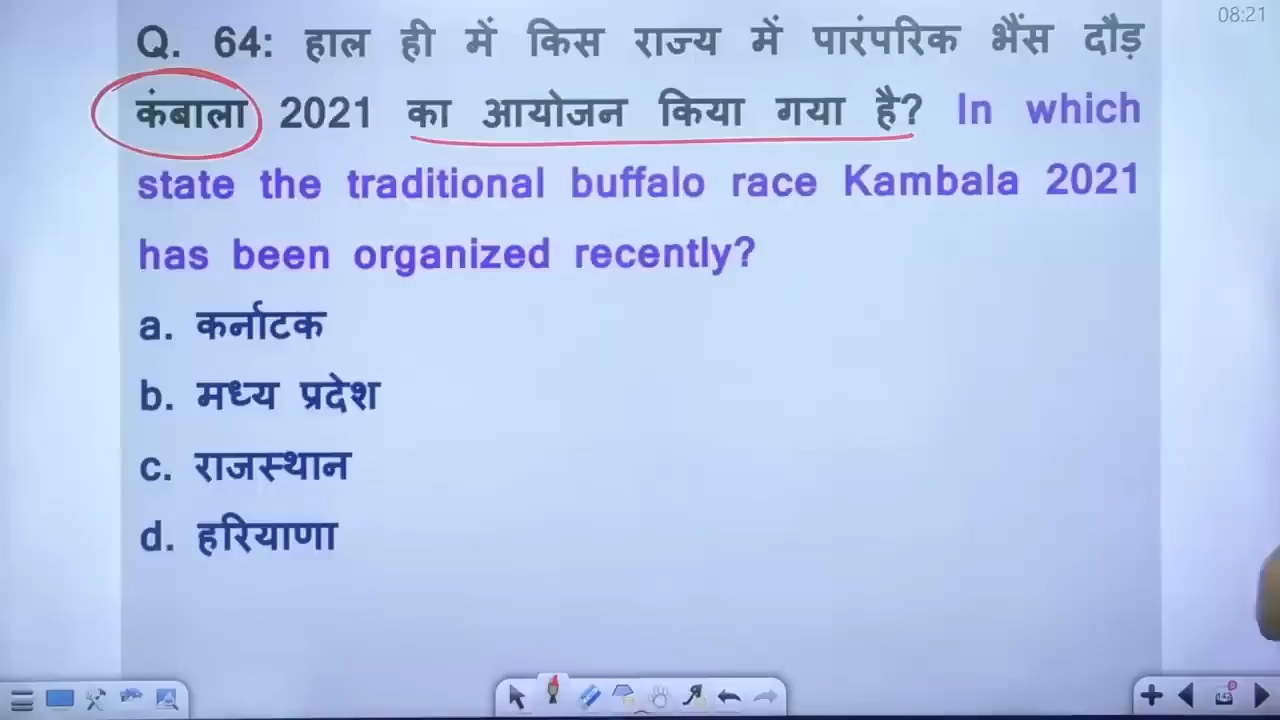 08:21
Q. 64: हाल ही में किस राज्य में पारंपरिक भैंस दौड़
कंबाला 2021 का आयोजन किया गया है? In which
state the traditional buffalo race Kambala 2021
has been organized recently?
a. कर्नाटक
b. मध्य प्रदेश
c. राजस्थान
d. हरियाणा